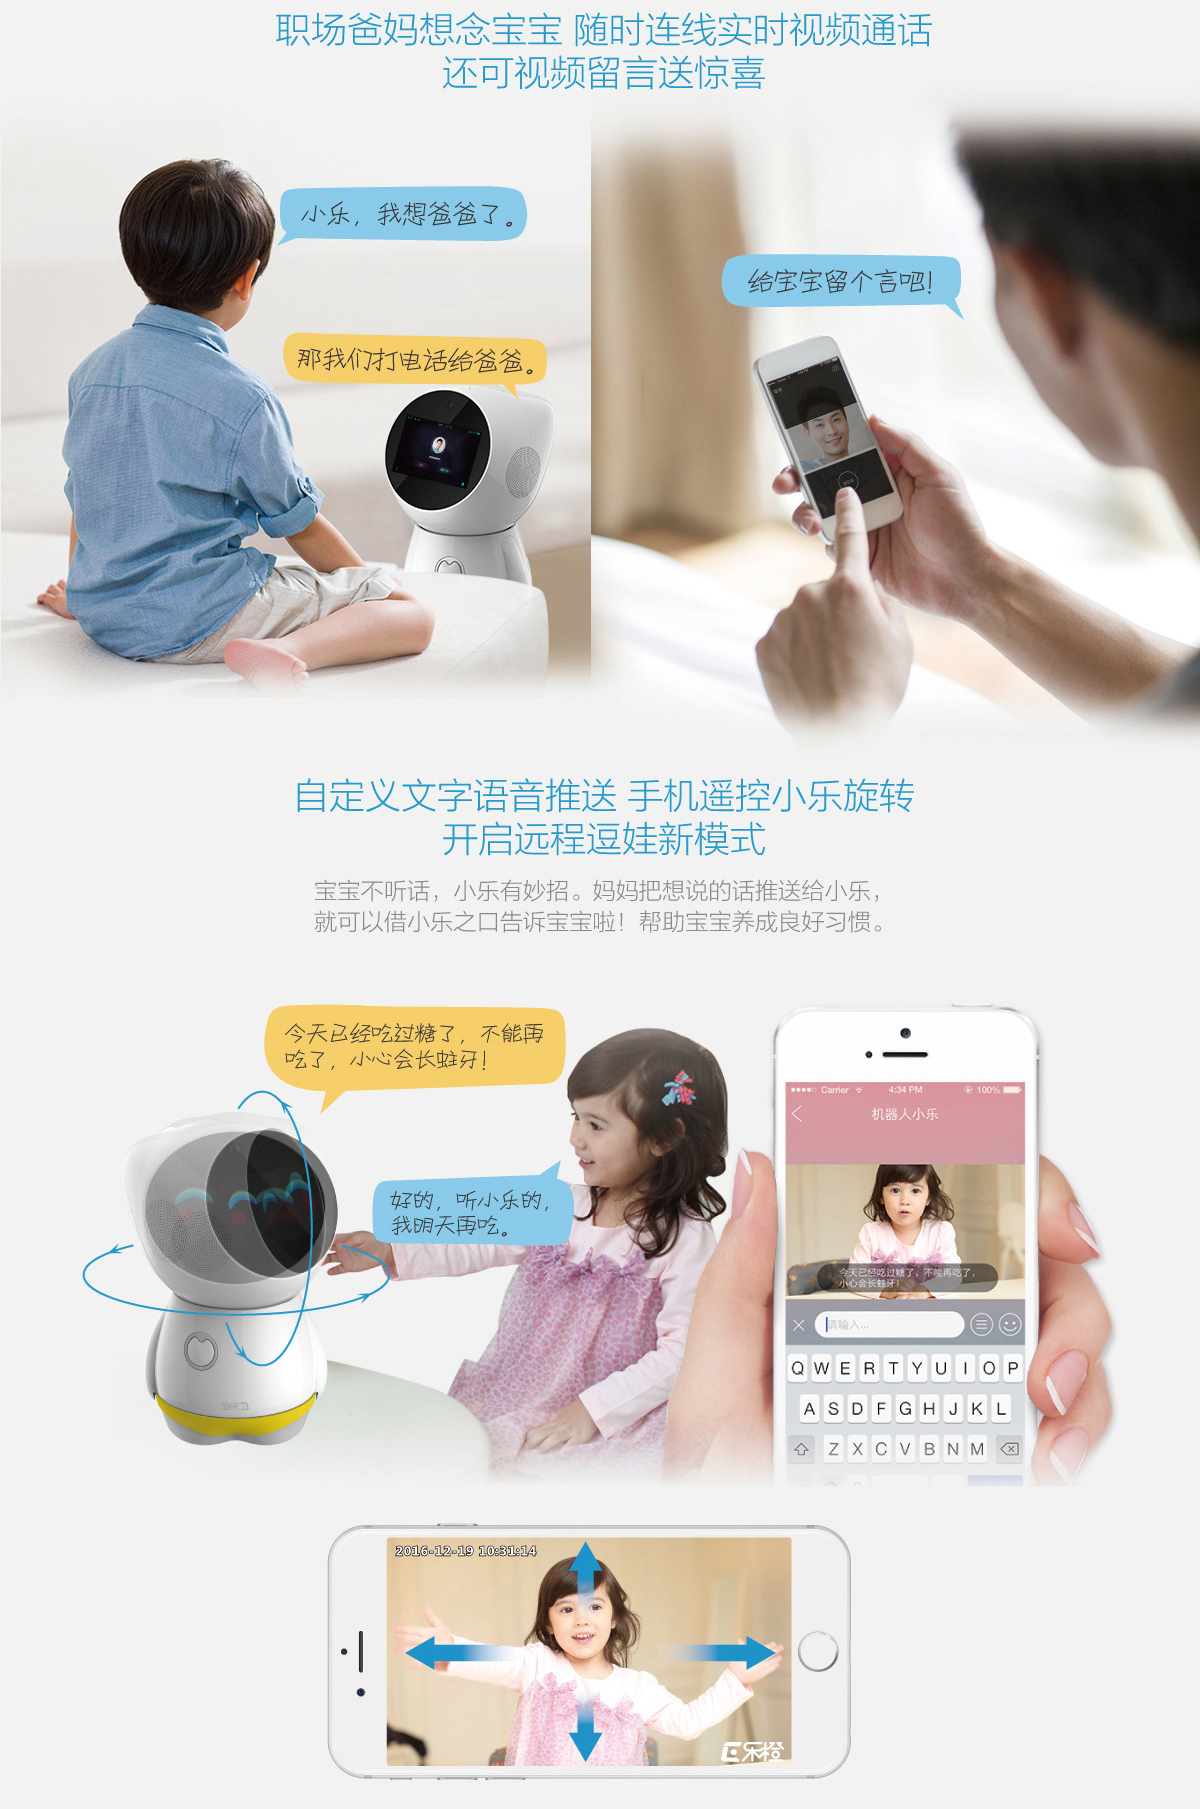 职场爸妈想念宝宝 随时连线实时视频通话
还可视频留言送惊喜
小乐，我想爸爸了。
那我们打电话给爸爸。
给宝宝留个言吧！
自定义文字语音推送 手机遥控小乐旋转
开启远程逗娃新模式
宝宝不听话，小乐有妙招。妈妈把想说的话推送给小乐，
就可以借小乐之口告诉宝宝啦！帮助宝宝养成良好习惯。
今天已经吃过糖了，不能再
吃了，小心会长蛀牙！
好的，听小乐的，
我明天再吃。
Carrier 4:34 PM 100%
机器人小乐
今天已经吃过糖了，不能再吃了，
小心会长蛀牙！
请输入...
Q W E R T Y U I O P
A S D F G H J K L
Z X C V B N M
2016-12-19 10:31:14
乐橙